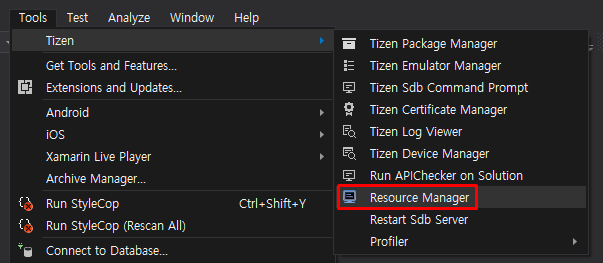 Tools Test Analyze Window Help
Tizen
Get Tools and Features...
Extensions and Updates...
Android
iOS
Xamarin Live Player
Archive Manager...
Run StyleCop Ctrl+Shift+Y
Run StyleCop (Rescan All)
Connect to Database...
Tizen Package Manager
Tizen Emulator Manager
Tizen Sdb Command Prompt
Tizen Certificate Manager
Tizen Log Viewer
Tizen Device Manager
Run APIChecker on Solution
Resource Manager
Restart Sdb Server
Profiler